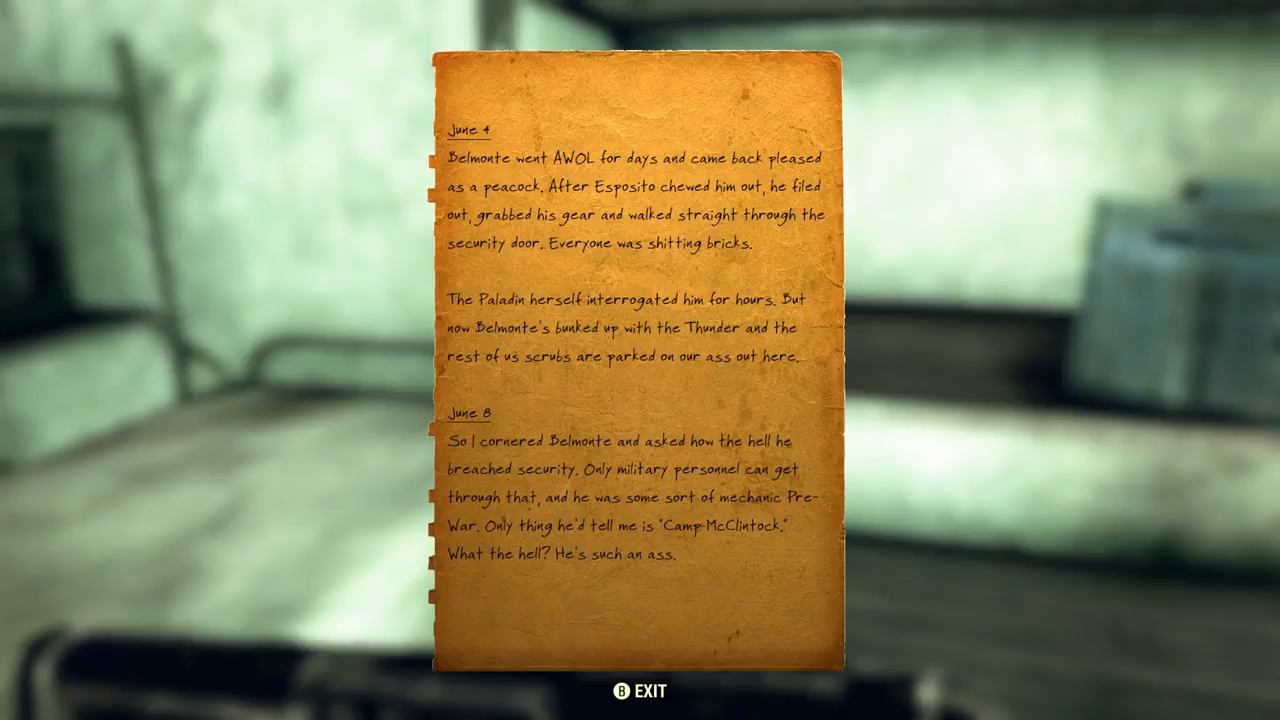 June 4
Belmonte went AWOL for days and came back pleased
as a peacock. After Esposito chewed him out, he filed
out, grabbed his gear and walked straight through the
security door. Everyone was shitting bricks.
The Paladin herself interrogated him for hours. But
now Belmonte's bunked up with the Thunder and the
rest of us scrubs are parked on our ass out here.
June 8
So I cornered Belmonte and asked how the hell he
breached security. Only military personnel can get
through that, and he was some sort of mechanic Pre-
War. Only thing he'd tell me is "Camp McClintock."
What the hell? He's such an ass.
B EXIT